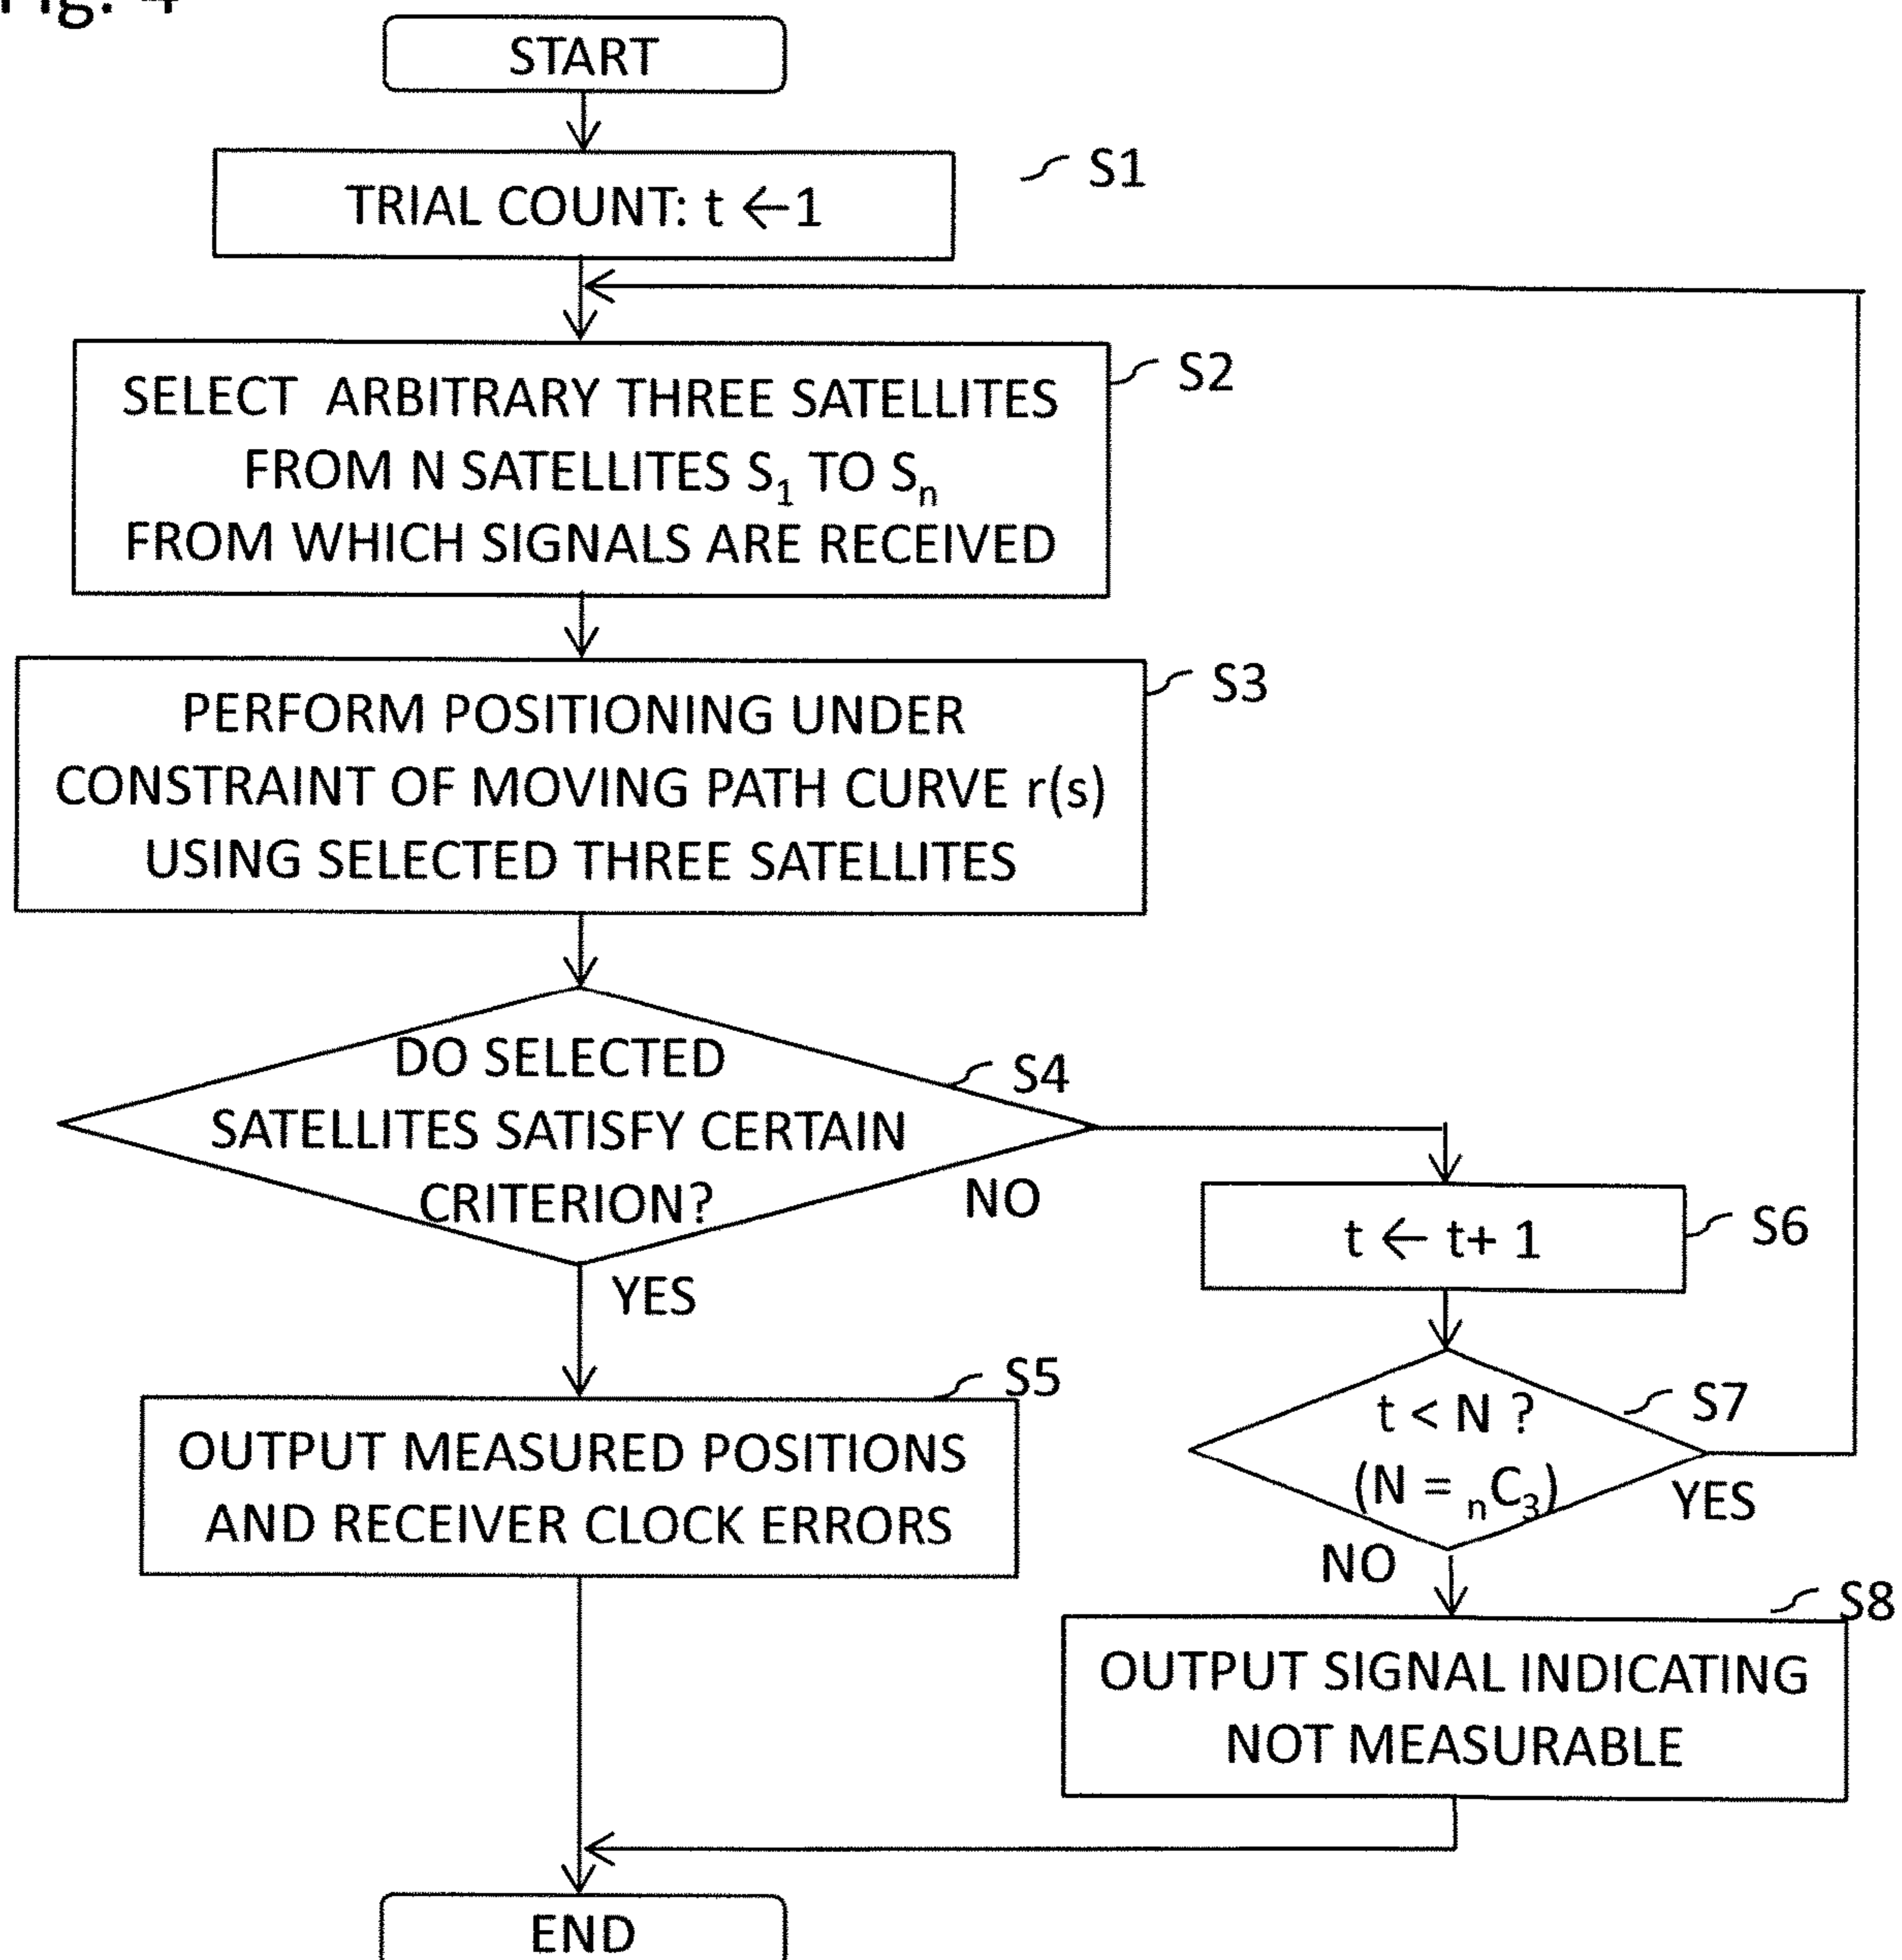 Fig. 4
START
TRIAL COUNT: t ←1
S1
SELECT ARBITRARY THREE SATELLITES
FROM N SATELLITES S₁ TO Sₙ
FROM WHICH SIGNALS ARE RECEIVED
S2
PERFORM POSITIONING UNDER
CONSTRAINT OF MOVING PATH CURVE r(s)
USING SELECTED THREE SATELLITES
S3
DO SELECTED
SATELLITES SATISFY CERTAIN
CRITERION?
S4
NO
YES
t ← t+ 1
S6
OUTPUT MEASURED POSITIONS
AND RECEIVER CLOCK ERRORS
S5
t < N ?
(N = ₙC₃)
S7
YES
NO
OUTPUT SIGNAL INDICATING
NOT MEASURABLE
S8
END